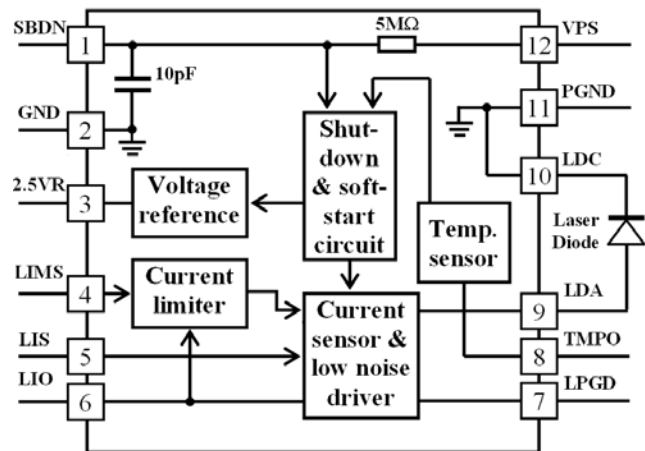 SBDN
1
5MΩ
12
VPS
10pF
GND
2
11
PGND
Shut-
down
& soft-
start
circuit
10
LDC
2.5VR
3
Voltage
reference
Temp.
sensor
Laser
Diode
LIMS
4
Current
limiter
Current
sensor &
low noise
driver
9
LDA
LIS
5
8
TMPO
LIO
6
7
LPGD